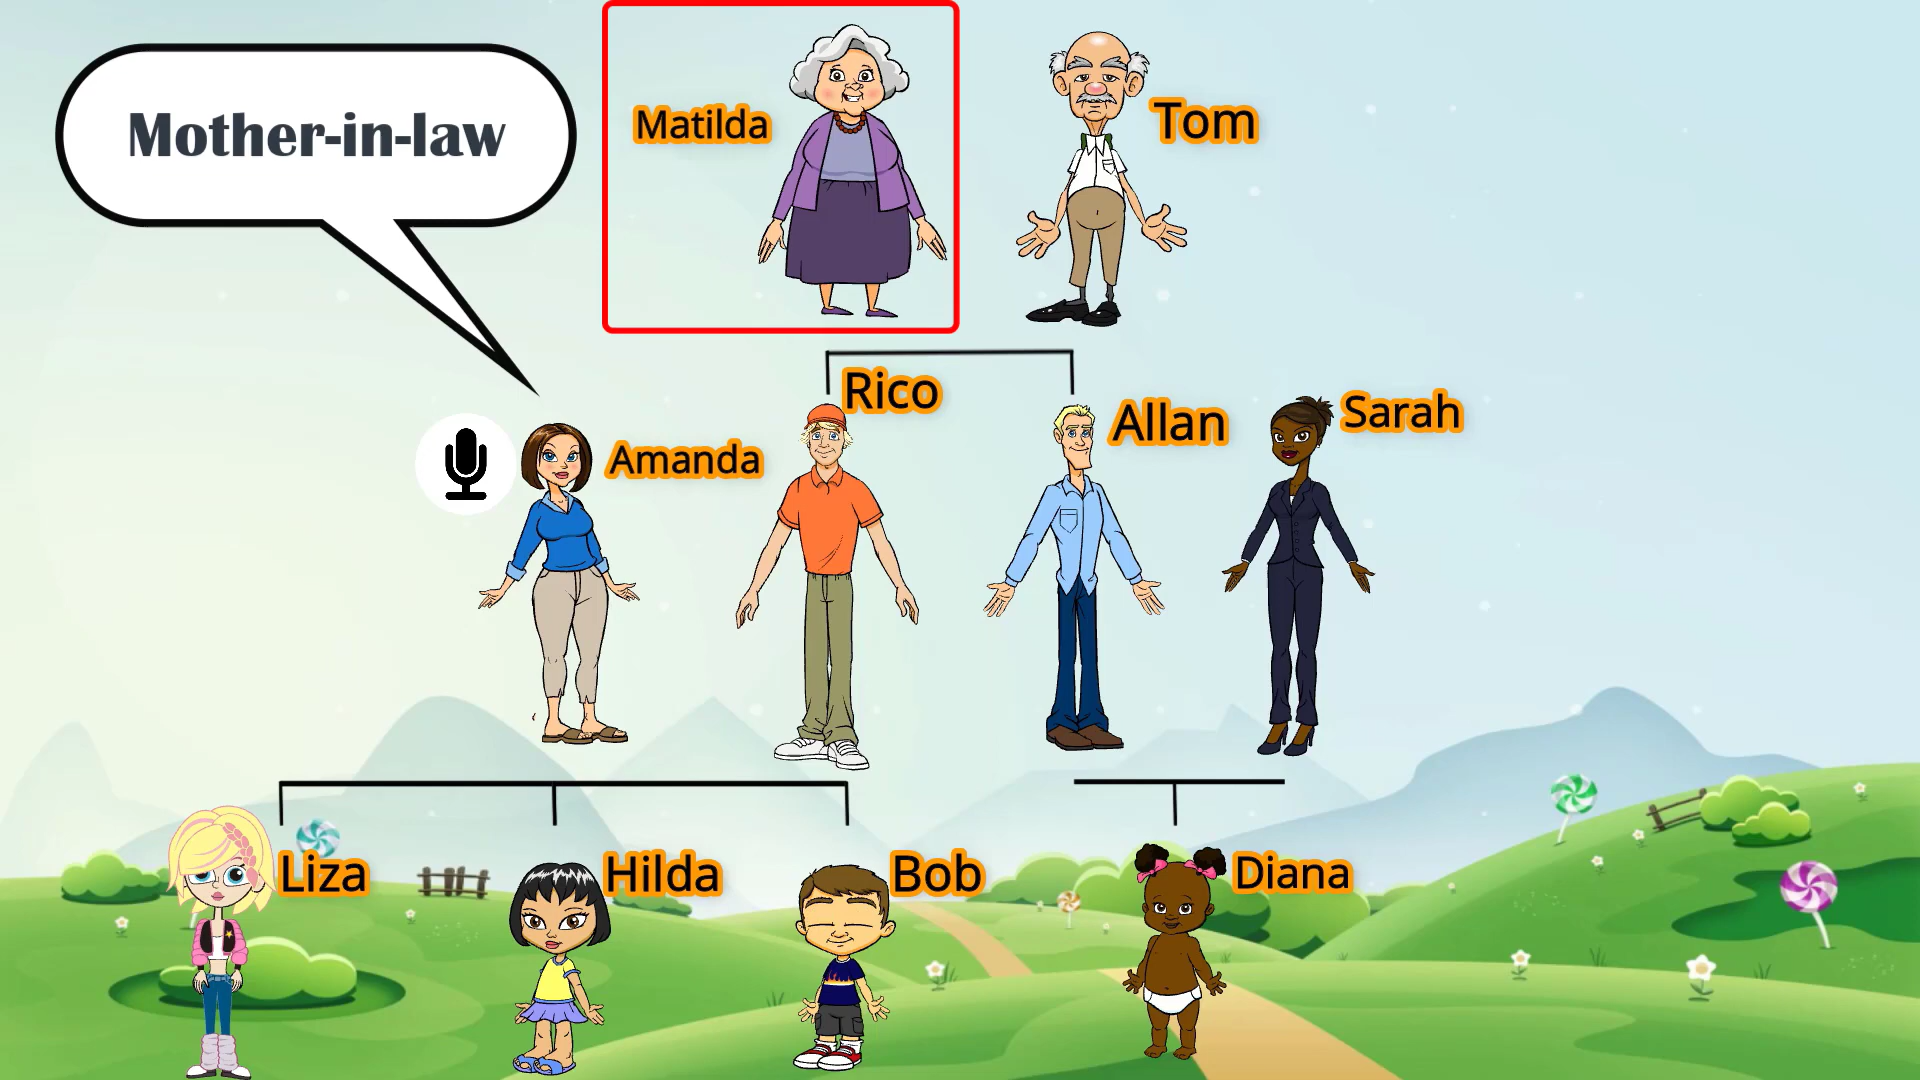 Mother-in-law
Matilda
Tom
Rico
Allan
Sarah
Amanda
Liza
Hilda
Bob
Diana